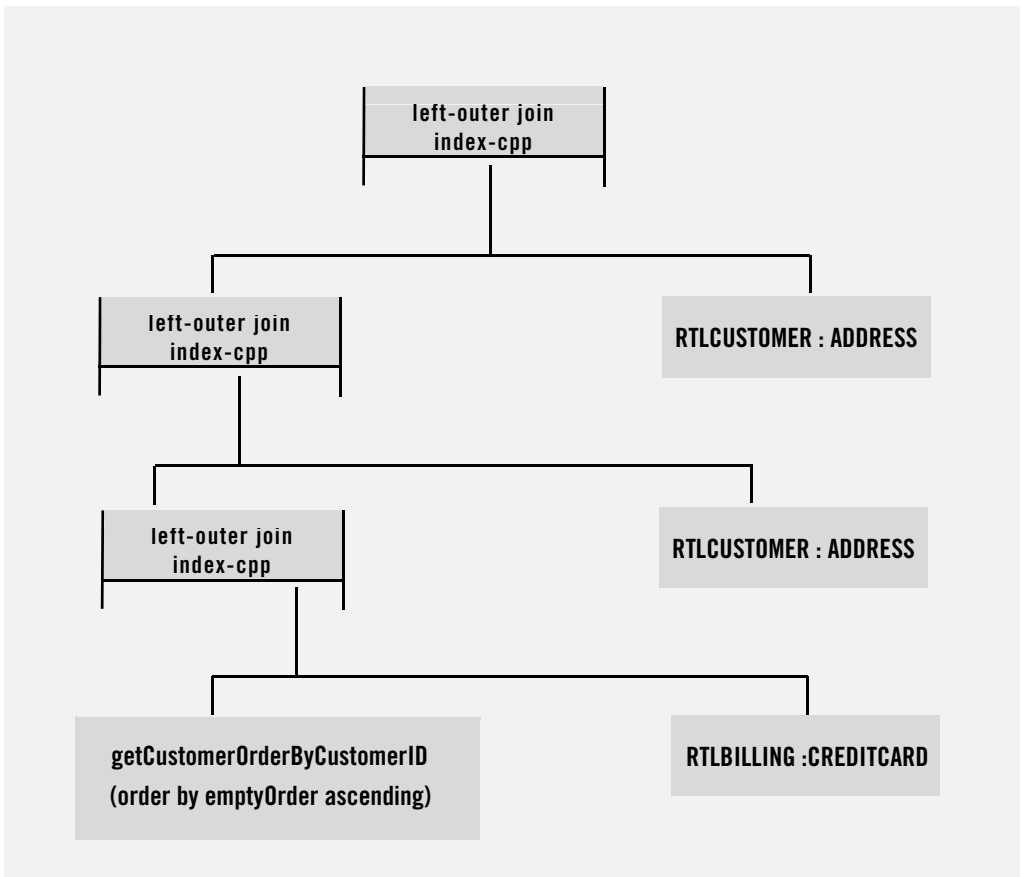 left-outer join
index-cpp
left-outer join
index-cpp
RTLCUSTOMER : ADDRESS
left-outer join
index-cpp
RTLCUSTOMER : ADDRESS
getCustomerOrderByCustomerID
(order by emptyOrder ascending)
RTLBILLING :CREDITCARD